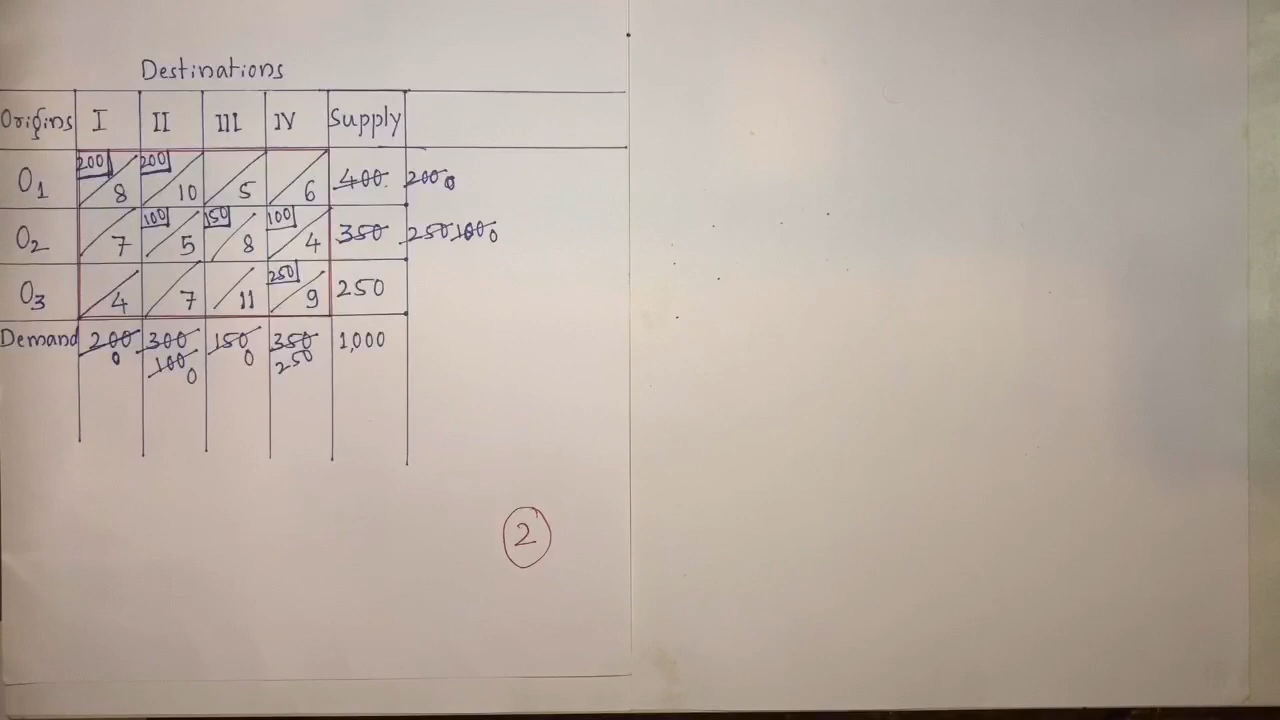 Destinations
Origins I II III IV Supply
O1 200 8 200 10 5 6 400 200 0
O2 7 100 5 150 8 100 4 350 250 100 0
O3 4 7 11 250 9 250
Demand 200 300 150 350 1,000
0 100 0 250
0
2